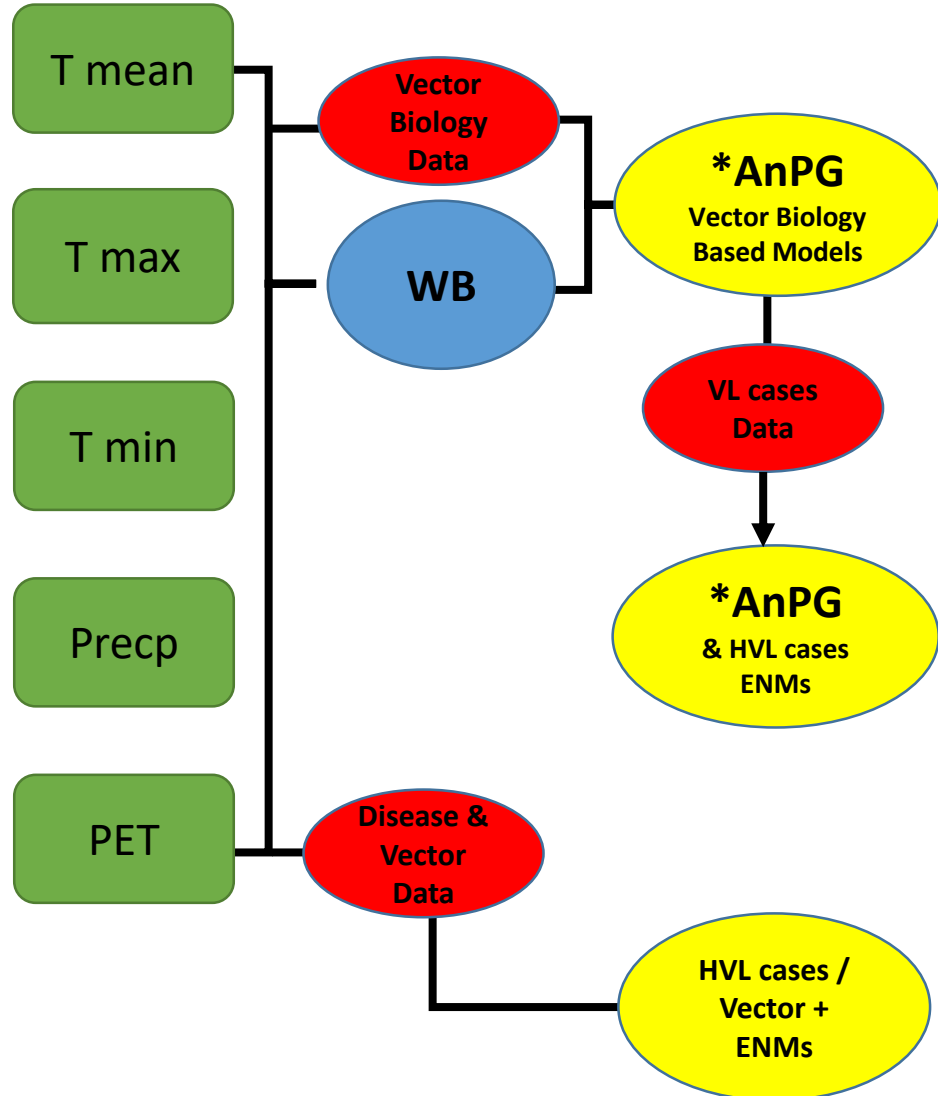 T mean
T max
T min
Precp
PET
Vector
Biology
Data
WB
*AnPG
Vector Biology
Based Models
VL cases
Data
*AnPG
& HVL cases
ENMs
Disease &
Vector
Data
HVL cases /
Vector +
ENMs